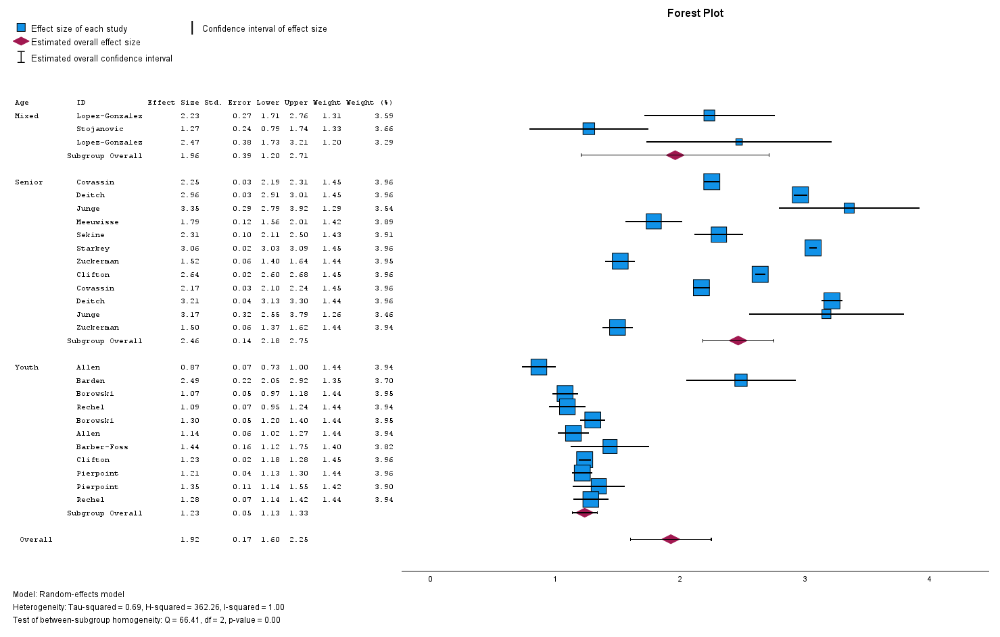 Forest Plot
Effect size of each study Confidence interval of effect size
Estimated overall effect size
Estimated overall confidence interval
Age ID Effect Size Std. Error Lower Upper Weight Weight (%)
Mixed Lopez-Gonzalez 2.23 0.27 1.71 2.76 1.31 3.59
Stojanovic 1.27 0.24 0.79 1.74 1.33 3.66
Lopez-Gonzalez 2.47 0.38 1.73 3.21 1.20 3.29
Subgroup Overall 1.96 0.39 1.20 2.71
Senior Covassin 2.25 0.03 2.19 2.31 1.45 3.96
Deitch 2.96 0.03 2.91 3.01 1.45 3.96
Junge 3.35 0.29 2.79 3.92 1.29 3.54
Meeuwisse 1.79 0.12 1.56 2.01 1.42 3.89
Sekine 2.31 0.10 2.11 2.50 1.43 3.91
Starkey 3.06 0.02 3.03 3.09 1.45 3.96
Zuckerman 1.52 0.06 1.40 1.64 1.44 3.95
Clifton 2.64 0.02 2.60 2.68 1.45 3.96
Covassin 2.17 0.03 2.10 2.24 1.45 3.96
Deitch 3.21 0.04 3.13 3.30 1.44 3.96
Junge 3.17 0.32 2.55 3.79 1.26 3.46
Zuckerman 1.50 0.06 1.37 1.62 1.44 3.94
Subgroup Overall 2.46 0.14 2.18 2.75
Youth Allen 0.87 0.07 0.73 1.00 1.44 3.94
Barden 2.49 0.22 2.05 2.92 1.35 3.70
Borowski 1.07 0.05 0.97 1.18 1.44 3.95
Rechel 1.09 0.07 0.95 1.24 1.44 3.94
Borowski 1.30 0.05 1.20 1.40 1.44 3.95
Allen 1.14 0.06 1.02 1.27 1.44 3.94
Barber-Foss 1.44 0.16 1.12 1.75 1.40 3.82
Clifton 1.23 0.02 1.18 1.28 1.45 3.96
Pierpoint 1.21 0.04 1.13 1.30 1.44 3.96
Pierpoint 1.35 0.11 1.14 1.55 1.42 3.90
Rechel 1.28 0.07 1.14 1.42 1.44 3.94
Subgroup Overall 1.23 0.05 1.13 1.33
Overall 1.92 0.17 1.60 2.25
0 1 2 3 4
Model: Random-effects model
Heterogeneity: Tau-squared = 0.69, H-squared = 362.26, I-squared = 1.00
Test of between-subgroup homogeneity: Q = 66.41, df = 2, p-value = 0.00